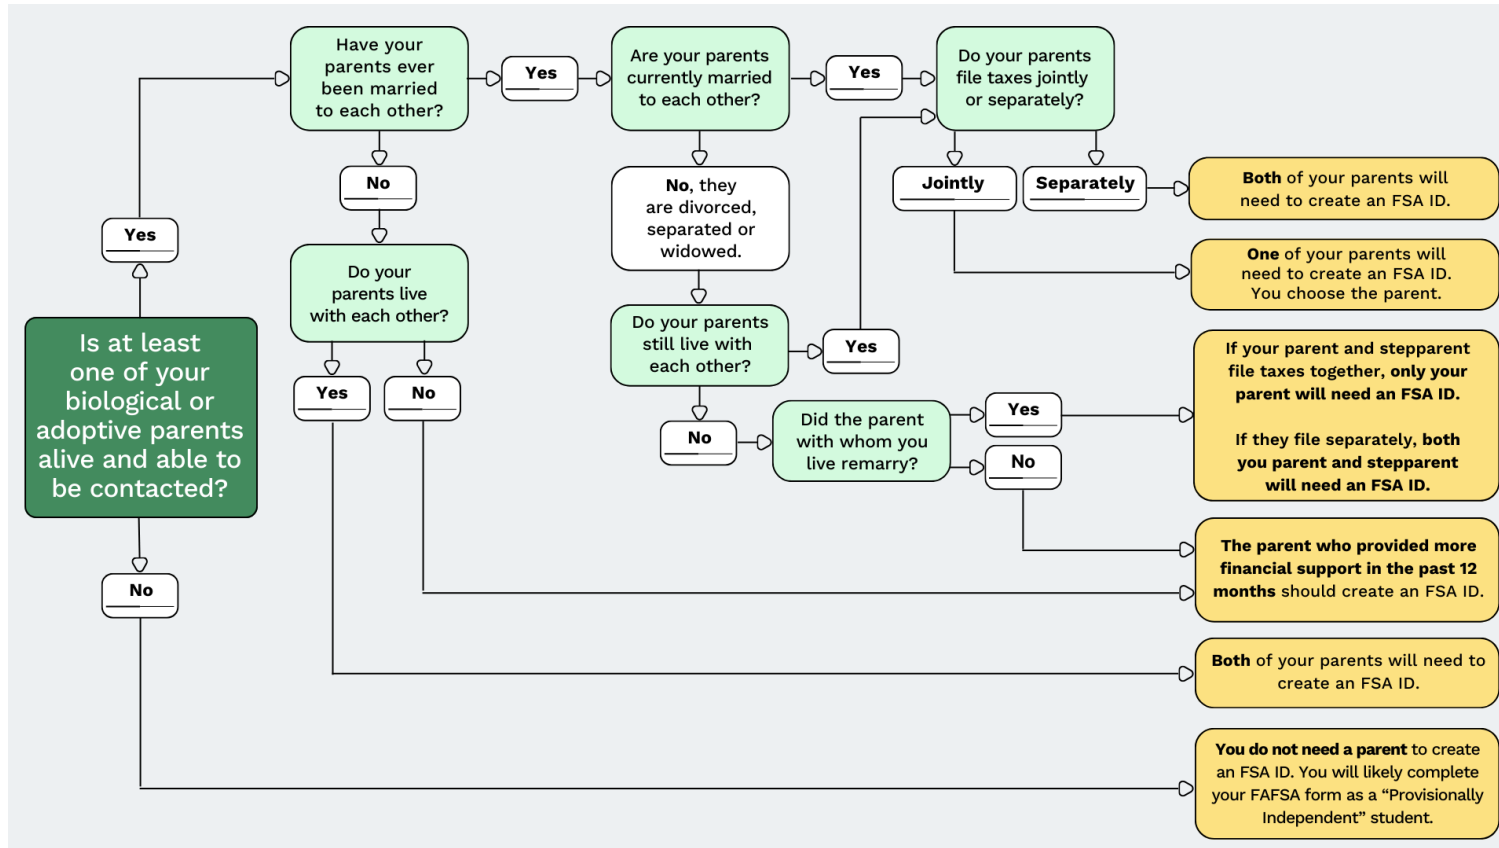 Is at least
one of your
biological or
adoptive parents
alive and able to
be contacted?
Yes
No
Have your
parents ever
been married
to each other?
Yes
No
Do your
parents live
with each other?
Yes
No
Are your parents
currently married
to each other?
Yes
No, they
are divorced,
separated or
widowed.
Do your parents
still live with
each other?
Yes
No
Did the parent
with whom you
live remarry?
Yes
No
Do your parents
file taxes jointly
or separately?
Jointly
Separately
Both of your parents will
need to create an FSA ID.
One of your parents will
need to create an FSA ID.
You choose the parent.
If your parent and stepparent
file taxes together, only your
parent will need an FSA ID.
If they file separately, both
you parent and stepparent
will need an FSA ID.
The parent who provided more
financial support in the past 12
months should create an FSA ID.
Both of your parents will need to
create an FSA ID.
You do not need a parent to create
an FSA ID. You will likely complete
your FAFSA form as a “Provisionally
Independent” student.